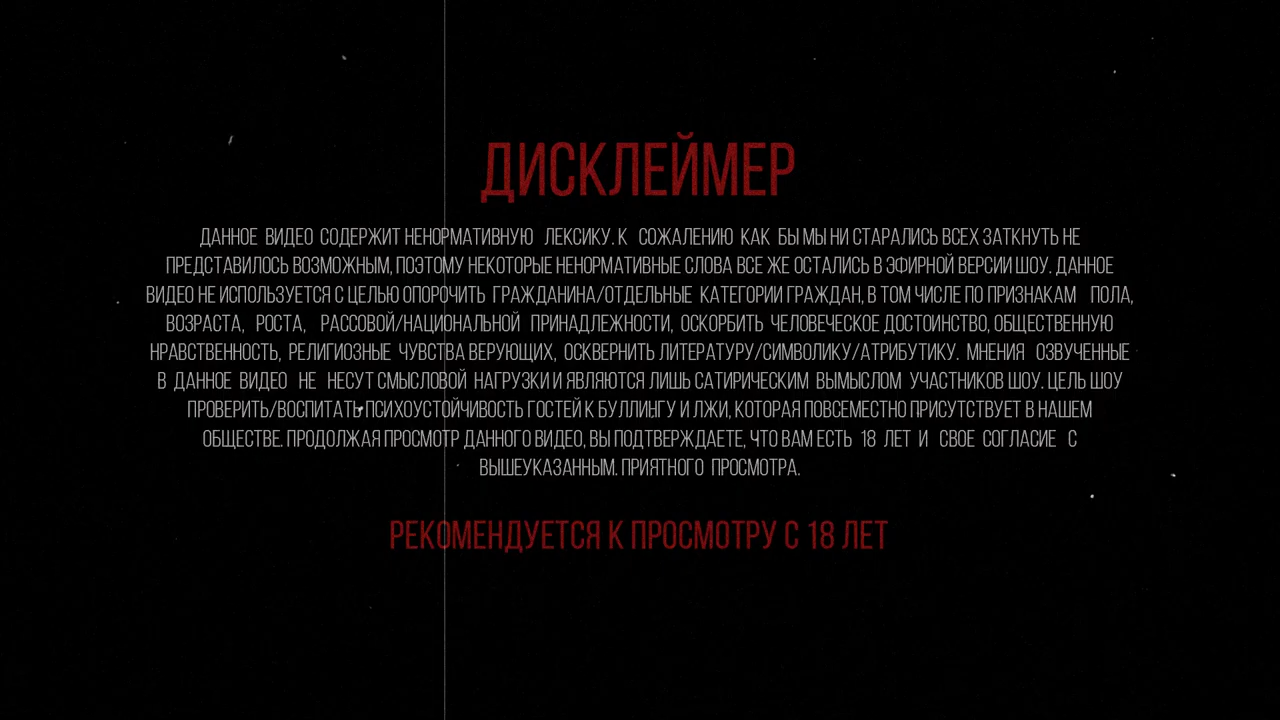 ДИСКЛЕЙМЕР
ДАННОЕ ВИДЕО СОДЕРЖИТ НЕНОРМАТИВНУЮ ЛЕКСИКУ. К СОЖАЛЕНИЮ КАК БЫ МЫ НИ СТАРАЛИСЬ ВСЕХ ЗАТКНУТЬ НЕ
ПРЕДСТАВИЛОСЬ ВОЗМОЖНЫМ, ПОЭТОМУ НЕКОТОРЫЕ НЕНОРМАТИВНЫЕ СЛОВА ВСЕ ЖЕ ОСТАЛИСЬ В ЭФИРНОЙ ВЕРСИИ ШОУ. ДАННОЕ
ВИДЕО НЕ ИСПОЛЬЗУЕТСЯ С ЦЕЛЬЮ ОПОРОЧИТЬ ГРАЖДАНИНА/ОТДЕЛЬНЫЕ КАТЕГОРИИ ГРАЖДАН, В ТОМ ЧИСЛЕ ПО ПРИЗНАКАМ ПОЛА,
ВОЗРАСТА, РОСТА, РАССОВОЙ/НАЦИОНАЛЬНОЙ ПРИНАДЛЕЖНОСТИ, ОСКОРБИТЬ ЧЕЛОВЕЧЕСКОЕ ДОСТОИНСТВО, ОБЩЕСТВЕННУЮ
НРАВСТВЕННОСТЬ, РЕЛИГИОЗНЫЕ ЧУВСТВА ВЕРУЮЩИХ, ОСКВЕРНИТЬ ЛИТЕРАТУРУ/СИМВОЛИКУ/АТРИБУТИКУ. МНЕНИЯ ОЗВУЧЕННЫЕ
В ДАННОЕ ВИДЕО НЕ НЕСУТ СМЫСЛОВОЙ НАГРУЗКИ И ЯВЛЯЮТСЯ ЛИШЬ САТИРИЧЕСКИМ ВЫМЫСЛОМ УЧАСТНИКОВ ШОУ. ЦЕЛЬ ШОУ
ПРОВЕРИТЬ/ВОСПИТАТЬ ПСИХОУСТОЙЧИВОСТЬ ГОСТЕЙ К БУЛЛИНГУ И ЛЖИ, КОТОРАЯ ПОВСЕМЕСТНО ПРИСУТСТВУЕТ В НАШЕМ
ОБЩЕСТВЕ. ПРОДОЛЖАЯ ПРОСМОТР ДАННОГО ВИДЕО, ВЫ ПОДТВЕРЖДАЕТЕ, ЧТО ВАМ ЕСТЬ 18 ЛЕТ И СВОЕ СОГЛАСИЕ С
ВЫШЕУКАЗАННЫМ. ПРИЯТНОГО ПРОСМОТРА.
РЕКОМЕНДУЕТСЯ К ПРОСМОТРУ С 18 ЛЕТ